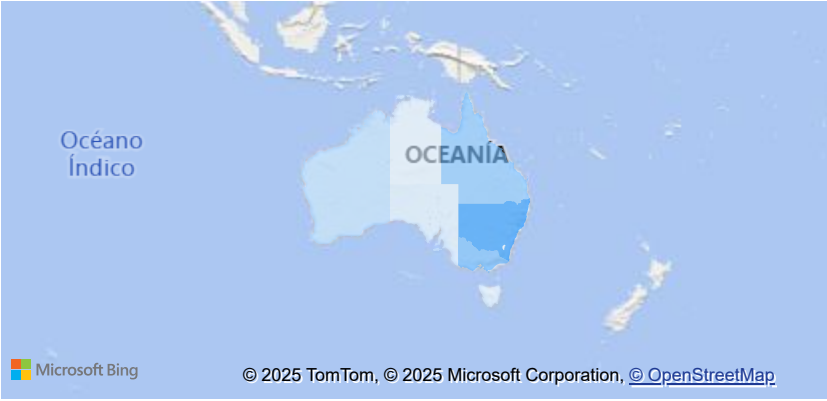 Océano
Índico
OCEANÍA
Microsoft Bing
© 2025 TomTom, © 2025 Microsoft Corporation, © OpenStreetMap